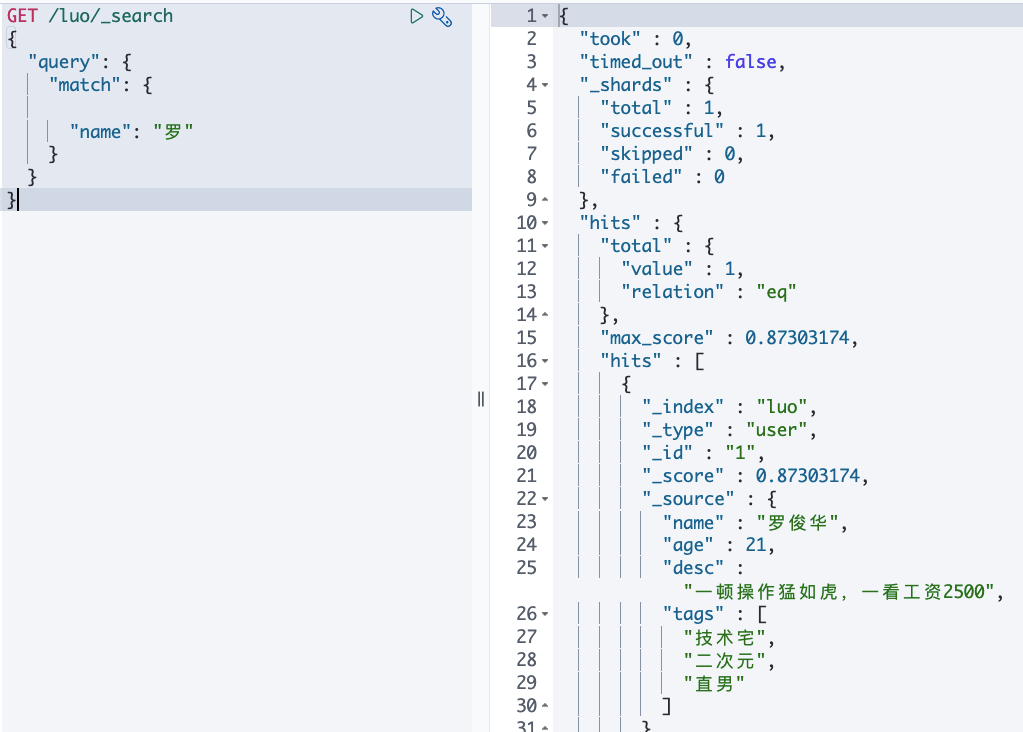 GET /luo/_search
{
"query": {
"match": {
"name": "罗"
}
}
}
1 {
2 "took" : 0,
3 "timed_out" : false,
4 "_shards" : {
5 "total" : 1,
6 "successful" : 1,
7 "skipped" : 0,
8 "failed" : 0
9 },
10 "hits" : {
11 "total" : {
12 "value" : 1,
13 "relation" : "eq"
14 },
15 "max_score" : 0.87303174,
16 "hits" : [
17 {
18 "_index" : "luo",
19 "_type" : "user",
20 "_id" : "1",
21 "_score" : 0.87303174,
22 "_source" : {
23 "name" : "罗俊华",
24 "age" : 21,
25 "desc" :
"一顿操作猛如虎，一看工资2500",
26 "tags" : [
27 "技术宅",
28 "二次元",
29 "直男"
30 ]
31 }